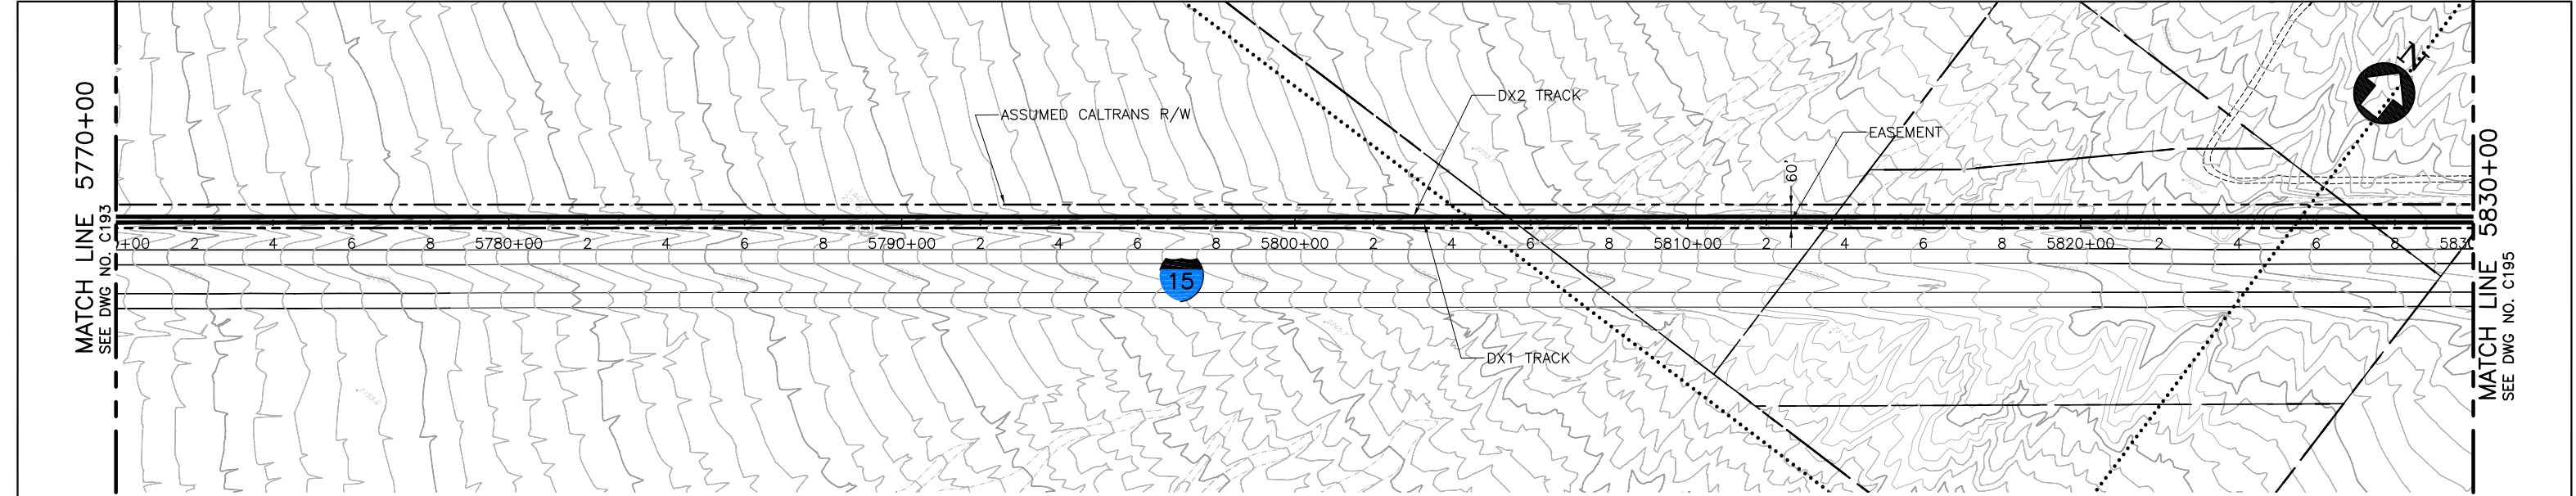 MATCH LINE 5770+00
SEE DWG NO. C193
ASSUMED CALTRANS R/W
DX2 TRACK
EASEMENT
60'
N
+00 2 4 6 8 5780+00 2 4 6 8 5790+00 2 4 6 8 5800+00 2 4 6 8 5810+00 2 4 6 8 5820+00 2 4 6 8 583
15
DX1 TRACK
MATCH LINE 5830+00
SEE DWG NO. C195